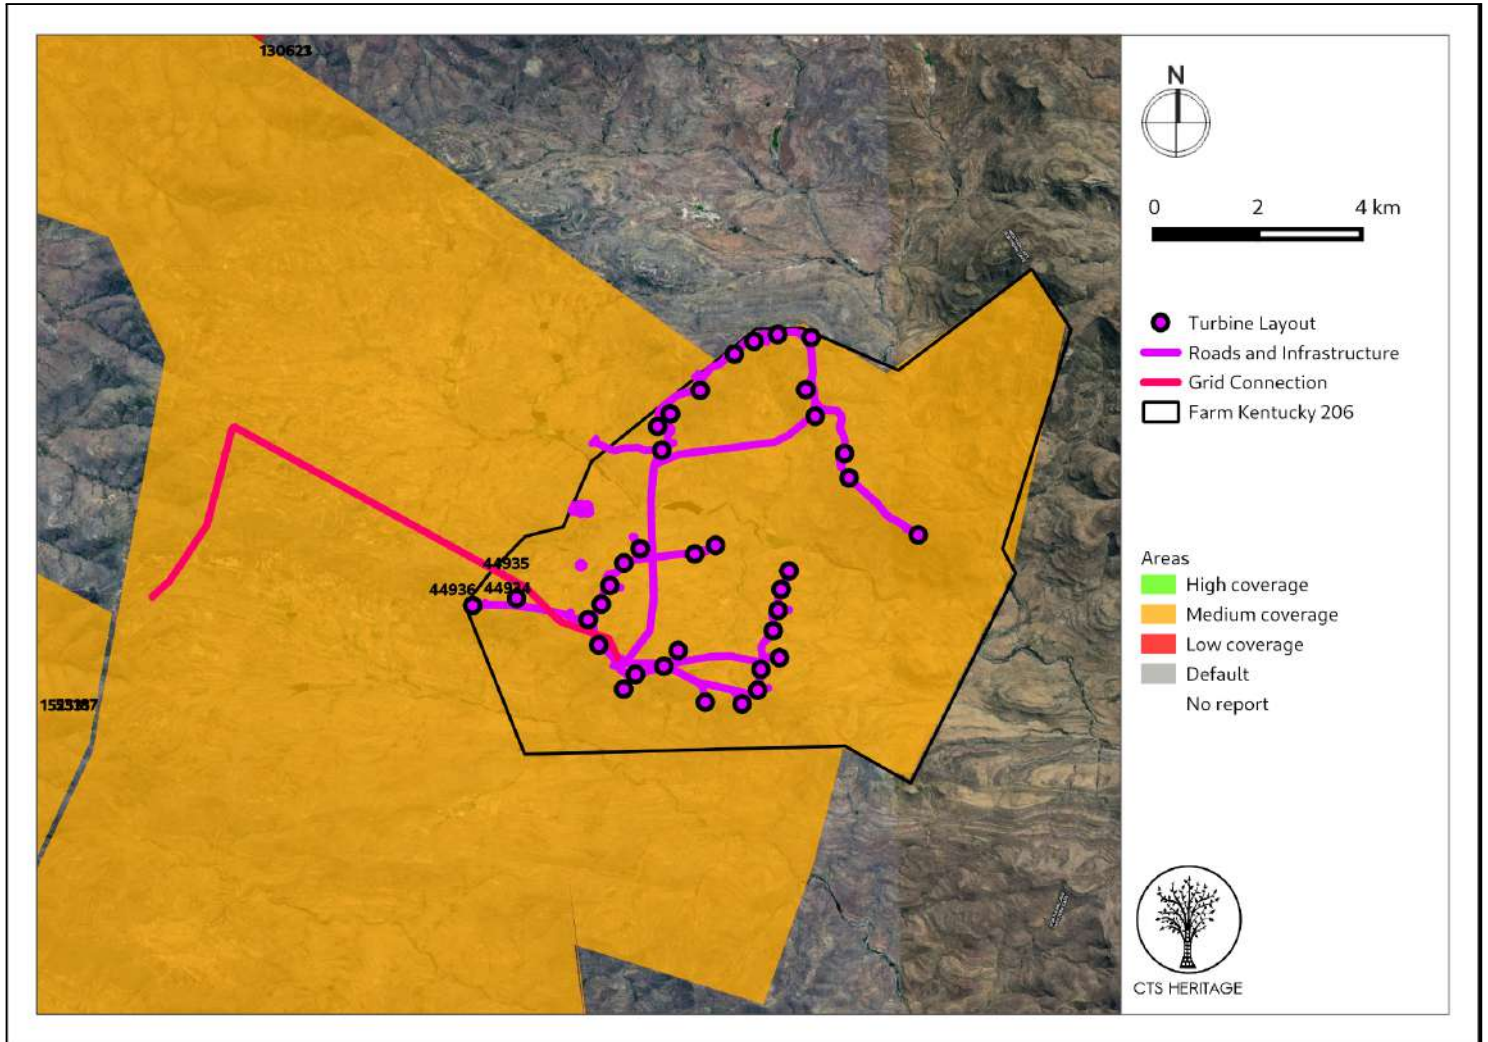 N
0 2 4 km
Turbine Layout
Roads and Infrastructure
Grid Connection
Farm Kentucky 206
Areas
High coverage
Medium coverage
Low coverage
Default
No report
CTS HERITAGE
44935
44936